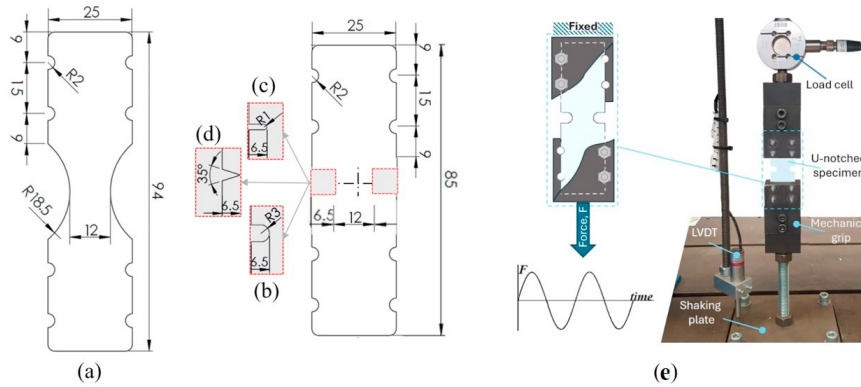 25
9
15
9
R2
R18.5
12
94
(a)
25
9
15
9
R2
85
6.5
12
(c)
R1
6.5
(d)
35°
6.5
R3
6.5
(b)
Fixed
Force, F
F
time
(e)
Load cell
U-notched
specimen
Mechanic
grip
LVDT
Shaking
plate